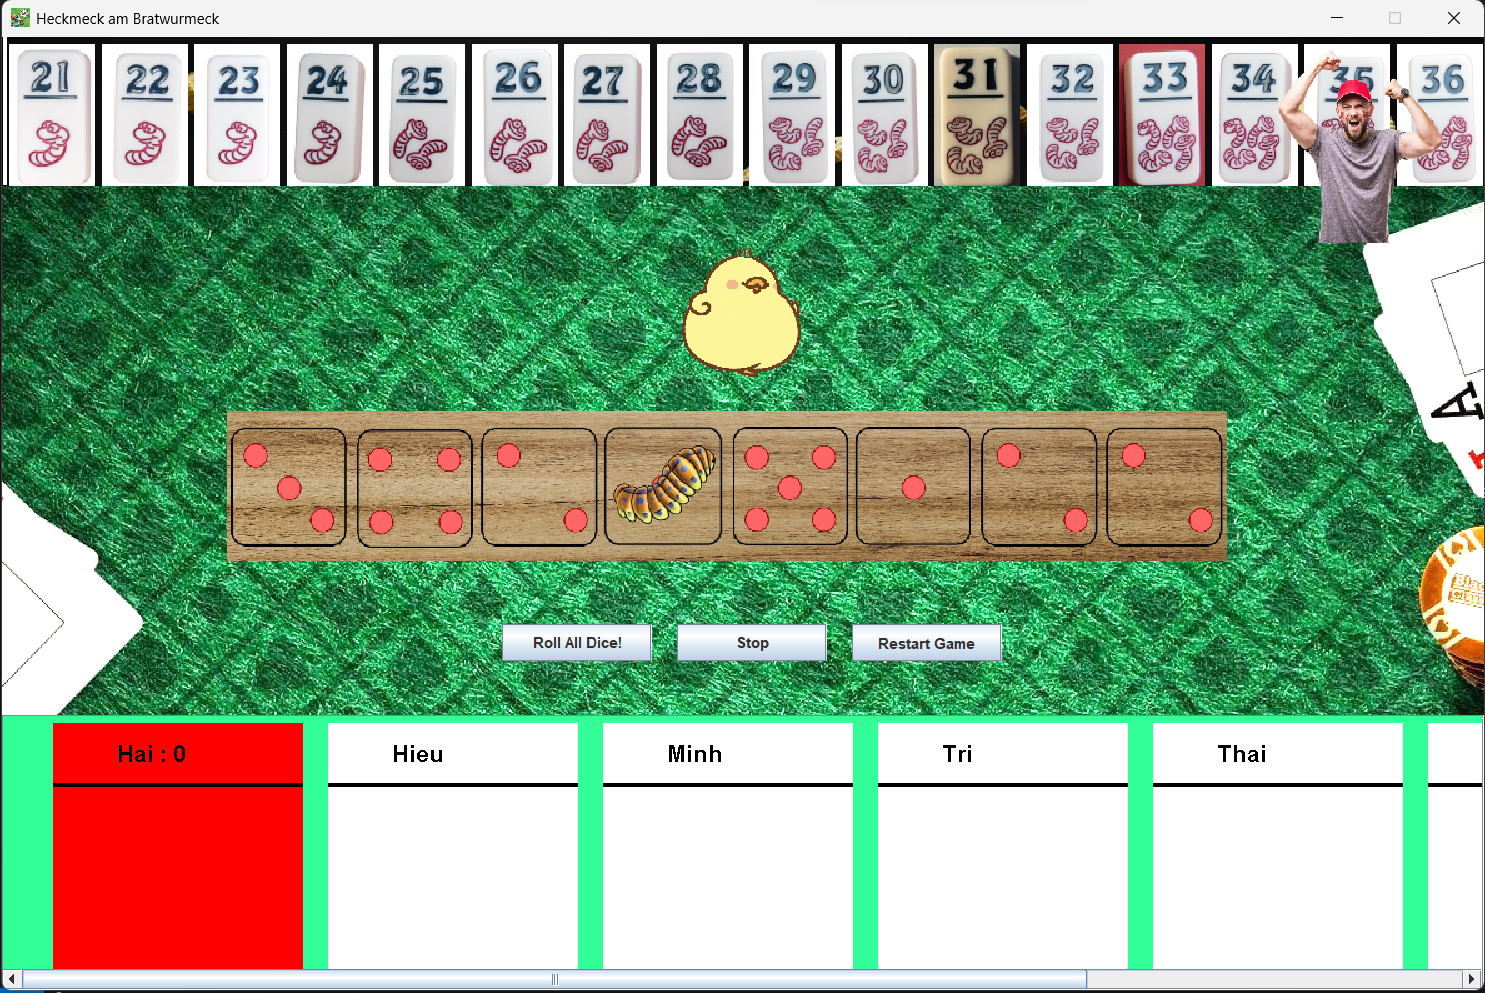 Heckmeck am Bratwurmeck
21 22 23 24 25 26 27 28 29 30 31 32 33 34 35 36
A
Roll All Dice! Stop Restart Game
Hai : 0 Hieu Minh Tri Thai